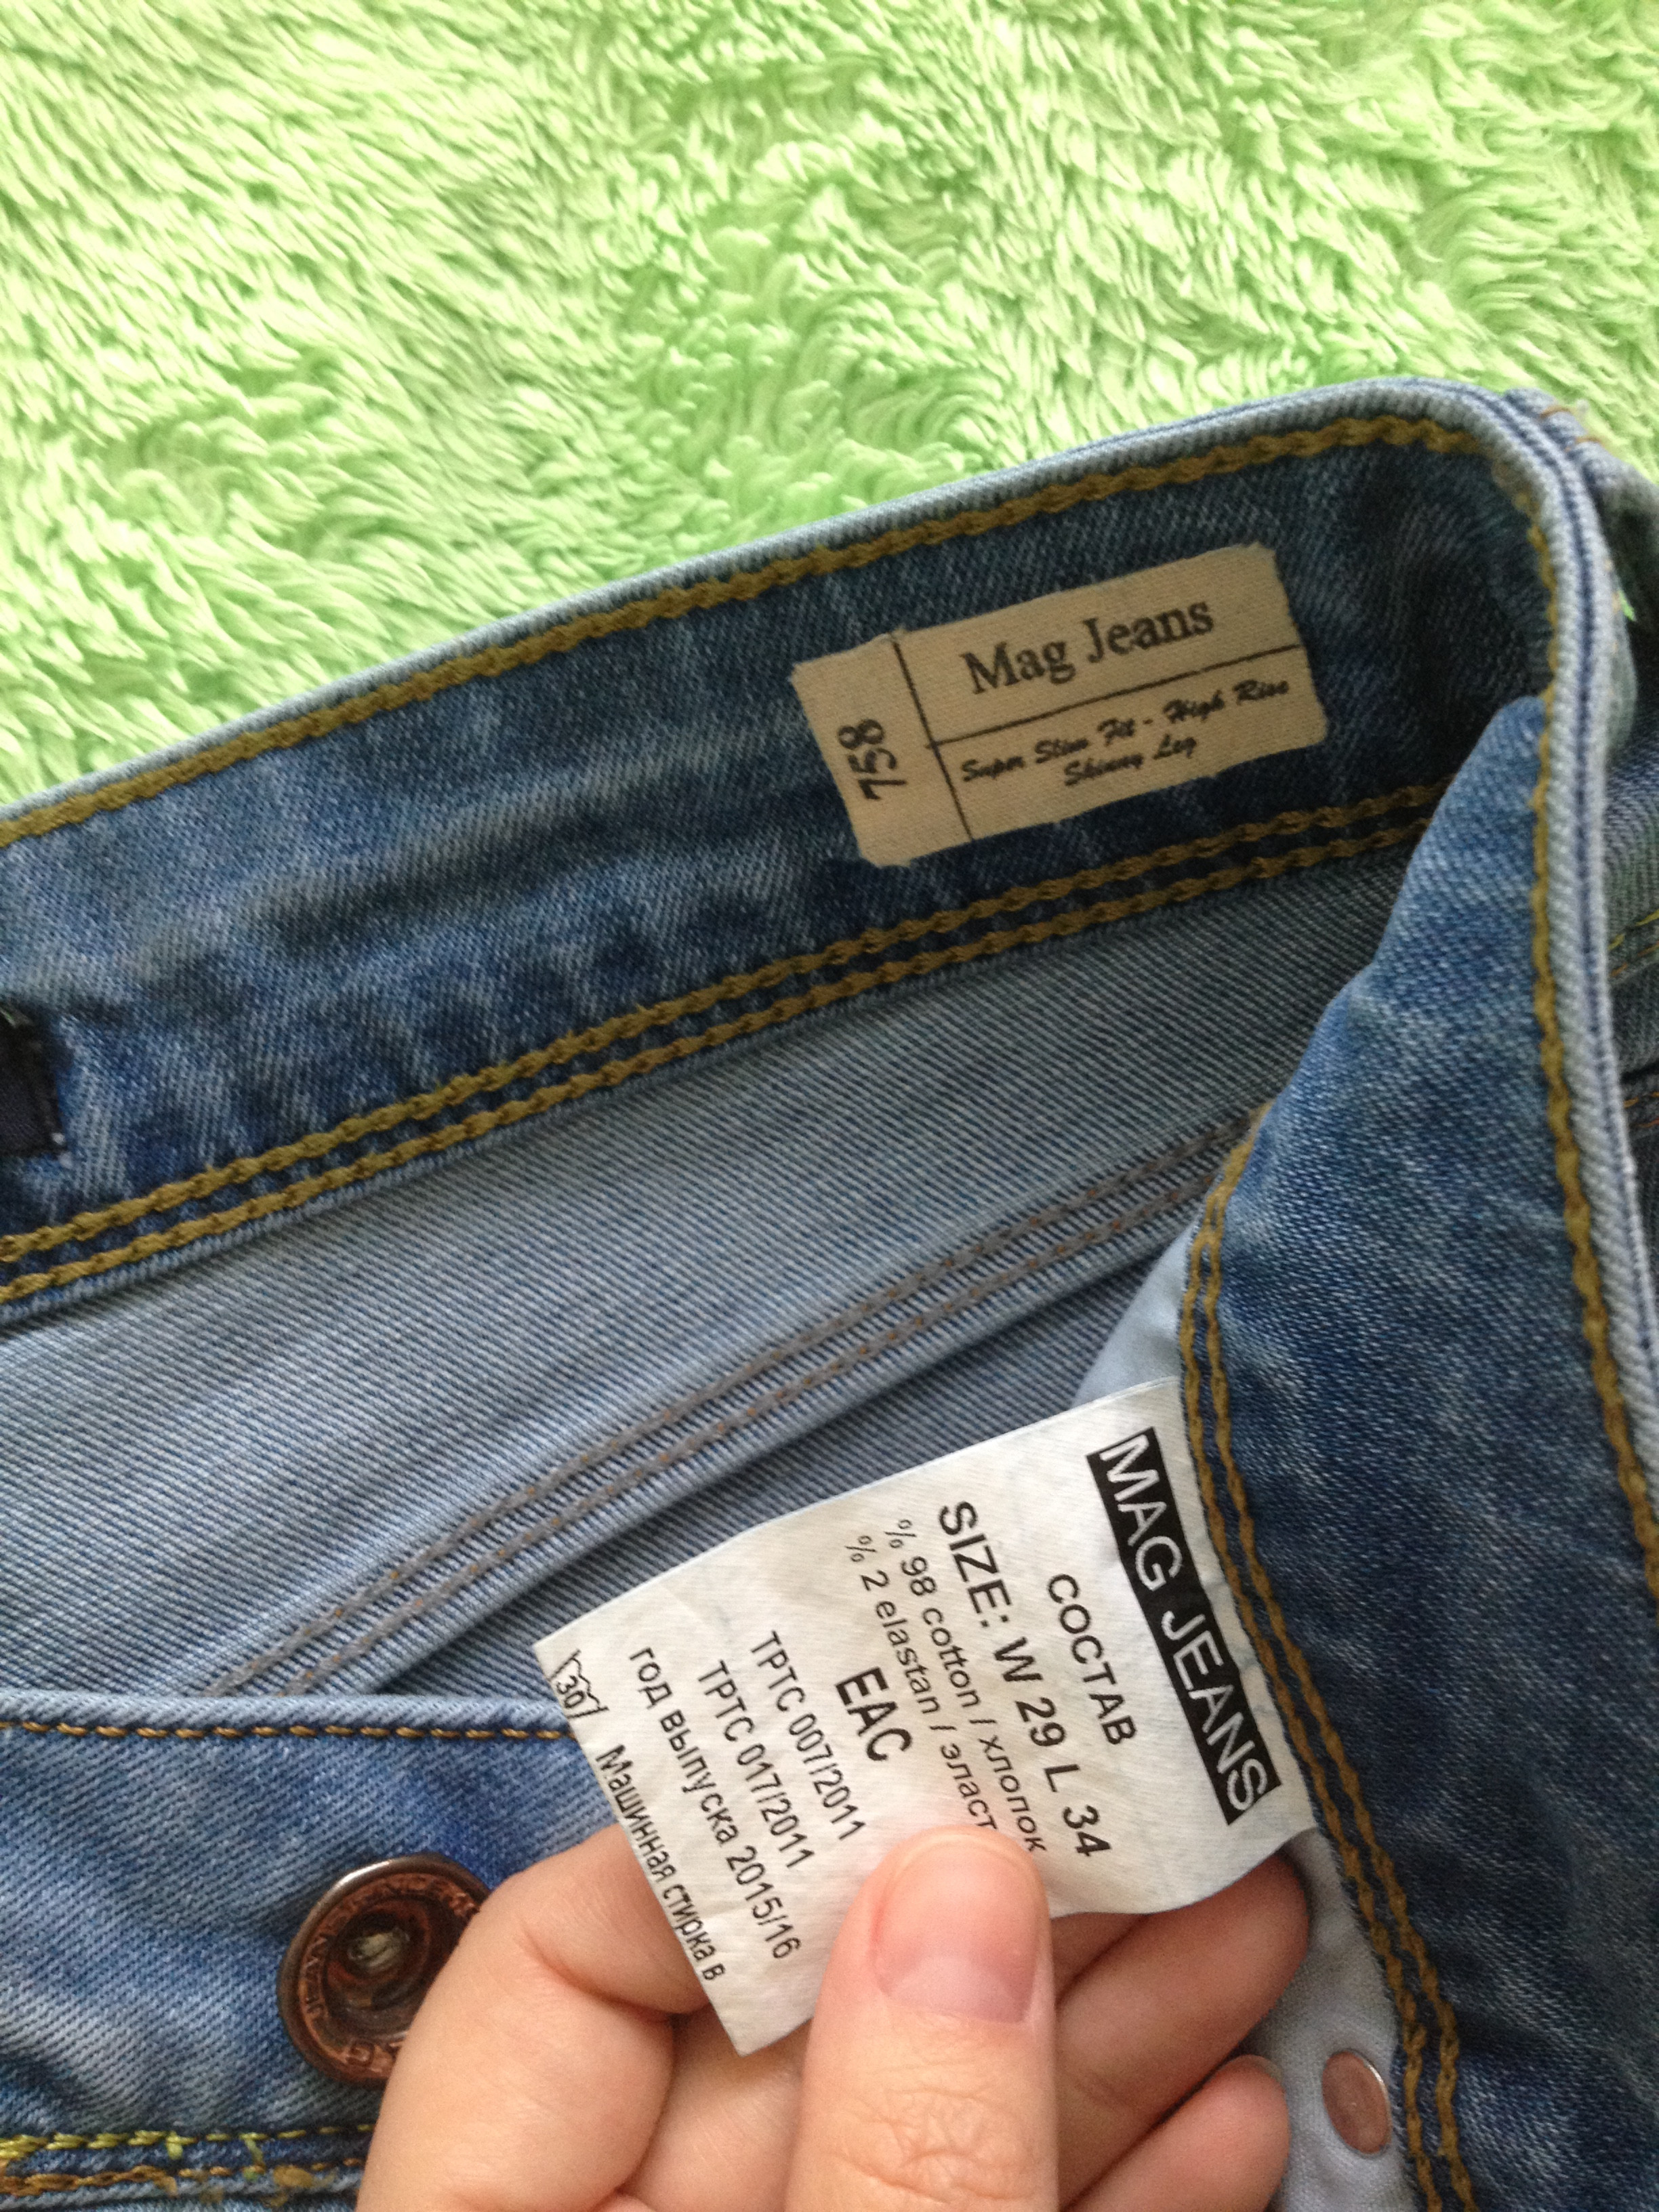 758
Mag Jeans
Super Slim Fit - High Rise
Skinny Leg
MAG JEANS
СОСТАВ
SIZE: W 29 L 34
% 98 cotton / хлопок
% 2 elastan / эласт
EAC
ТРТС 007/2011
ТРТС 017/2011
год выпуска 2015/16
30 Машинная стирка в